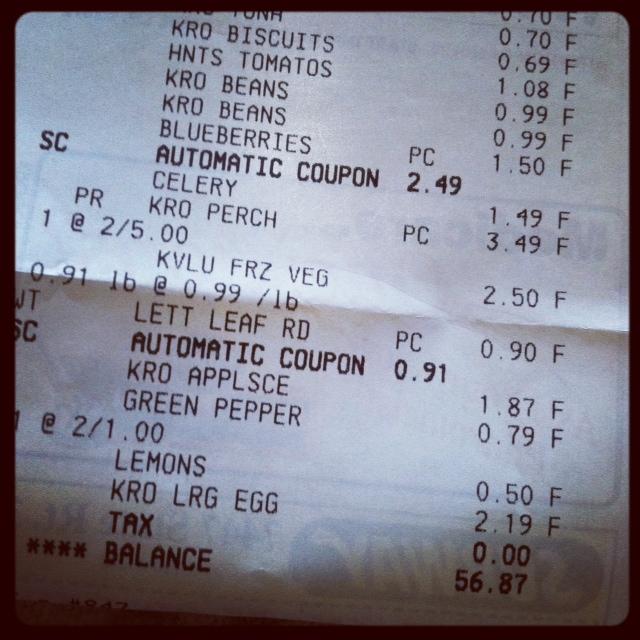 0.70 F
KRO TUNA 0.70 F
KRO BISCUITS 0.69 F
HNTS TOMATOS 1.08 F
KRO BEANS 0.99 F
KRO BEANS 0.99 F
BLUEBERRIES PC 1.50 F
SC AUTOMATIC COUPON 2.49
CELERY 1.49 F
PR KRO PERCH PC 3.49 F
1 @ 2/5.00
KVLU FRZ VEG 2.50 F
0.91 lb @ 0.99 /lb
WT LETT LEAF RD PC 0.90 F
SC AUTOMATIC COUPON 0.91
KRO APPLSCE 1.87 F
GREEN PEPPER 0.79 F
1 @ 2/1.00
LEMONS 0.50 F
KRO LRG EGG 2.19 F
TAX 0.00
**** BALANCE 56.87